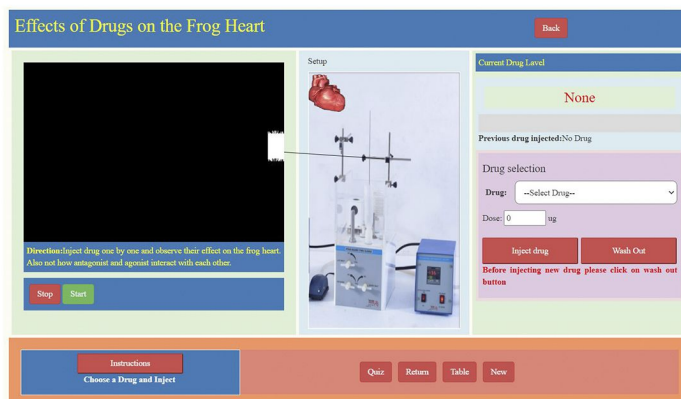 Effects of Drugs on the Frog Heart
Back
Setup
Current Drug Lavel
None
Previous drug injected:No Drug
Drug selection
Drug: --Select Drug--
Dose: 0 ug
Inject drug Wash Out
Before injecting new drug please click on wash out
button
Direction:Inject drug one by one and observe their effect on the frog heart.
Also not how antagonist and agonist interact with each other.
Stop Start
Instructions
Choose a Drug and Inject
Quiz Return Table New